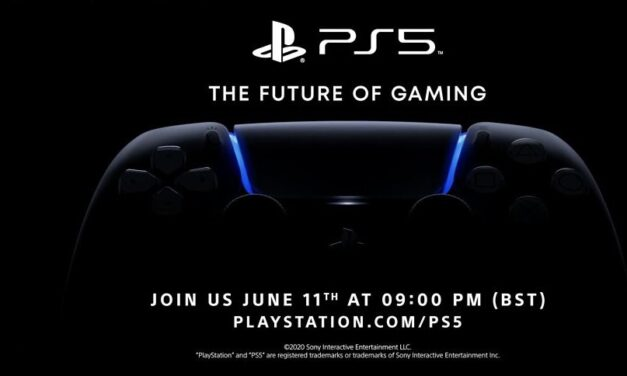 PS5™
THE FUTURE OF GAMING
JOIN US JUNE 11TH AT 09:00 PM (BST)
PLAYSTATION.COM/PS5
©2020 Sony Interactive Entertainment LLC.
"PlayStation" and "PS5" are registered trademarks or trademarks of Sony Interactive Entertainment Inc.